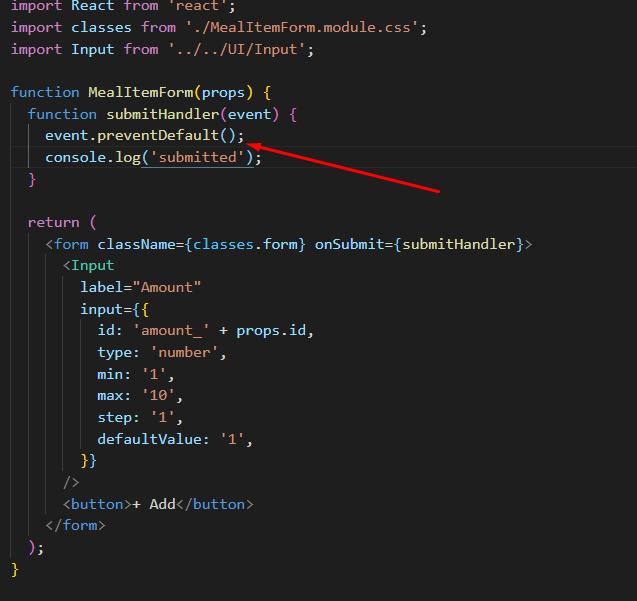 import React from 'react';
import classes from './MealItemForm.module.css';
import Input from '../../UI/Input';
function MealItemForm(props) {
function submitHandler(event) {
event.preventDefault();
console.log('submitted');
}
return (
<form className={classes.form} onSubmit={submitHandler}>
<Input
label="Amount"
input={{
id: 'amount_' + props.id,
type: 'number',
min: '1',
max: '10',
step: '1',
defaultValue: '1',
}}
/>
<button>+ Add</button>
</form>
);
}